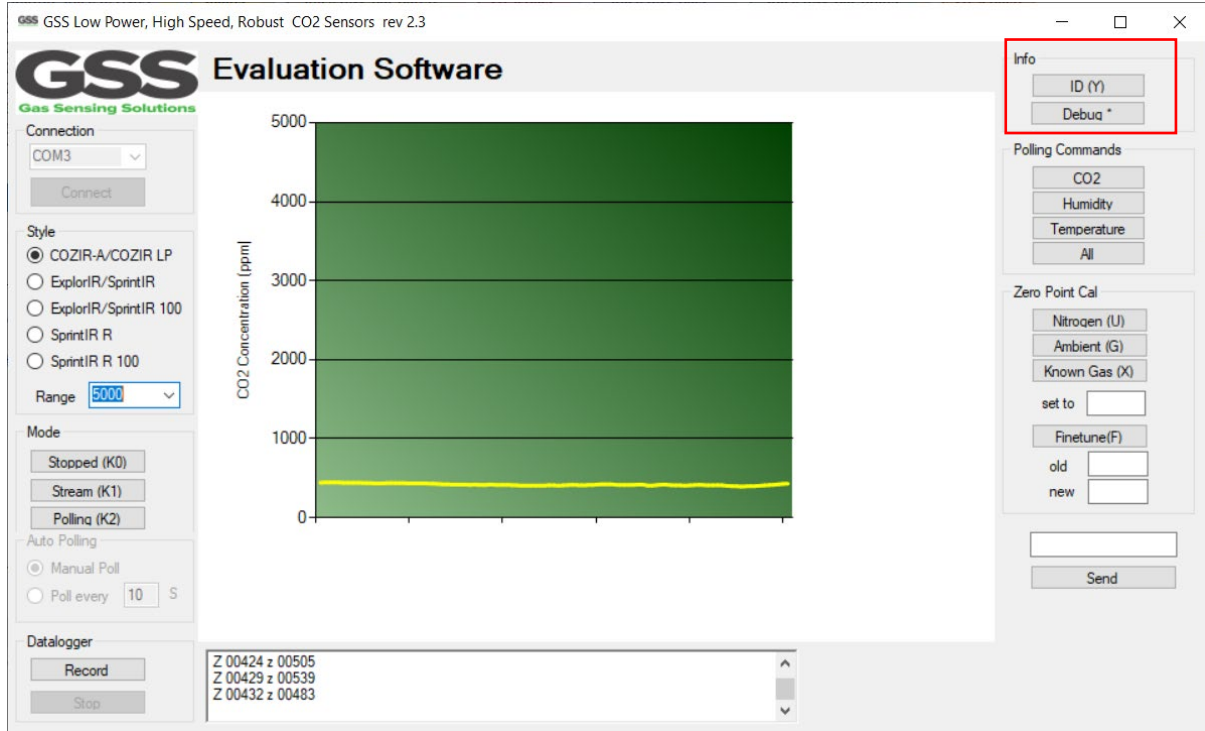 GSS GSS Low Power, High Speed, Robust CO2 Sensors rev 2.3
GSS
Gas Sensing Solutions
Evaluation Software
Connection
COM3
Connect
Style
COZIR-A/COZIR LP
ExplorIR/SprintIR
ExplorIR/SprintIR 100
SprintIR R
SprintIR R 100
Range 5000
Mode
Stopped (K0)
Stream (K1)
Polling (K2)
Auto Polling
Manual Poll
Poll every 10 S
Datalogger
Record
Stop
CO2 Concentration (ppm)
5000
4000
3000
2000
1000
0
Z 00424 z 00505
Z 00429 z 00539
Z 00432 z 00483
Info
ID (Y)
Debug *
Polling Commands
CO2
Humidity
Temperature
All
Zero Point Cal
Nitrogen (U)
Ambient (G)
Known Gas (X)
set to
Finetune(F)
old
new
Send